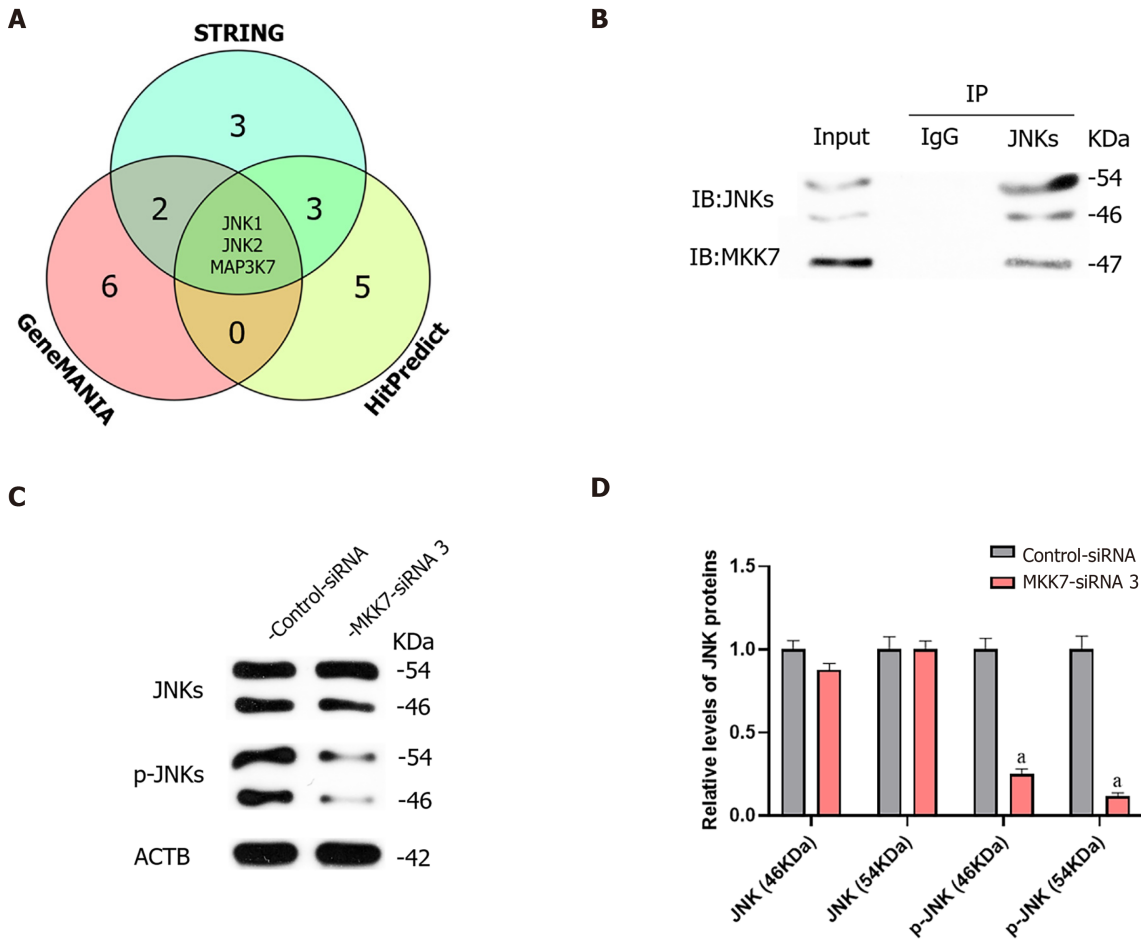 A
STRING
3
2
3
JNK1
JNK2
MAP3K7
6
5
0
GeneMANIA
HitPredict
B
IP
Input
IgG
JNKs
KDa
IB:JNKs
-54
-46
IB:MKK7
-47
C
-Control-siRNA
-MKK7-siRNA 3
KDa
JNKs
-54
-46
p-JNKs
-54
-46
ACTB
-42
D
Control-siRNA
MKK7-siRNA 3
Relative levels of JNK proteins
1.5
1.0
0.5
0.0
a
a
JNK (46KDa)
JNK (54KDa)
p-JNK (46KDa)
p-JNK (54KDa)